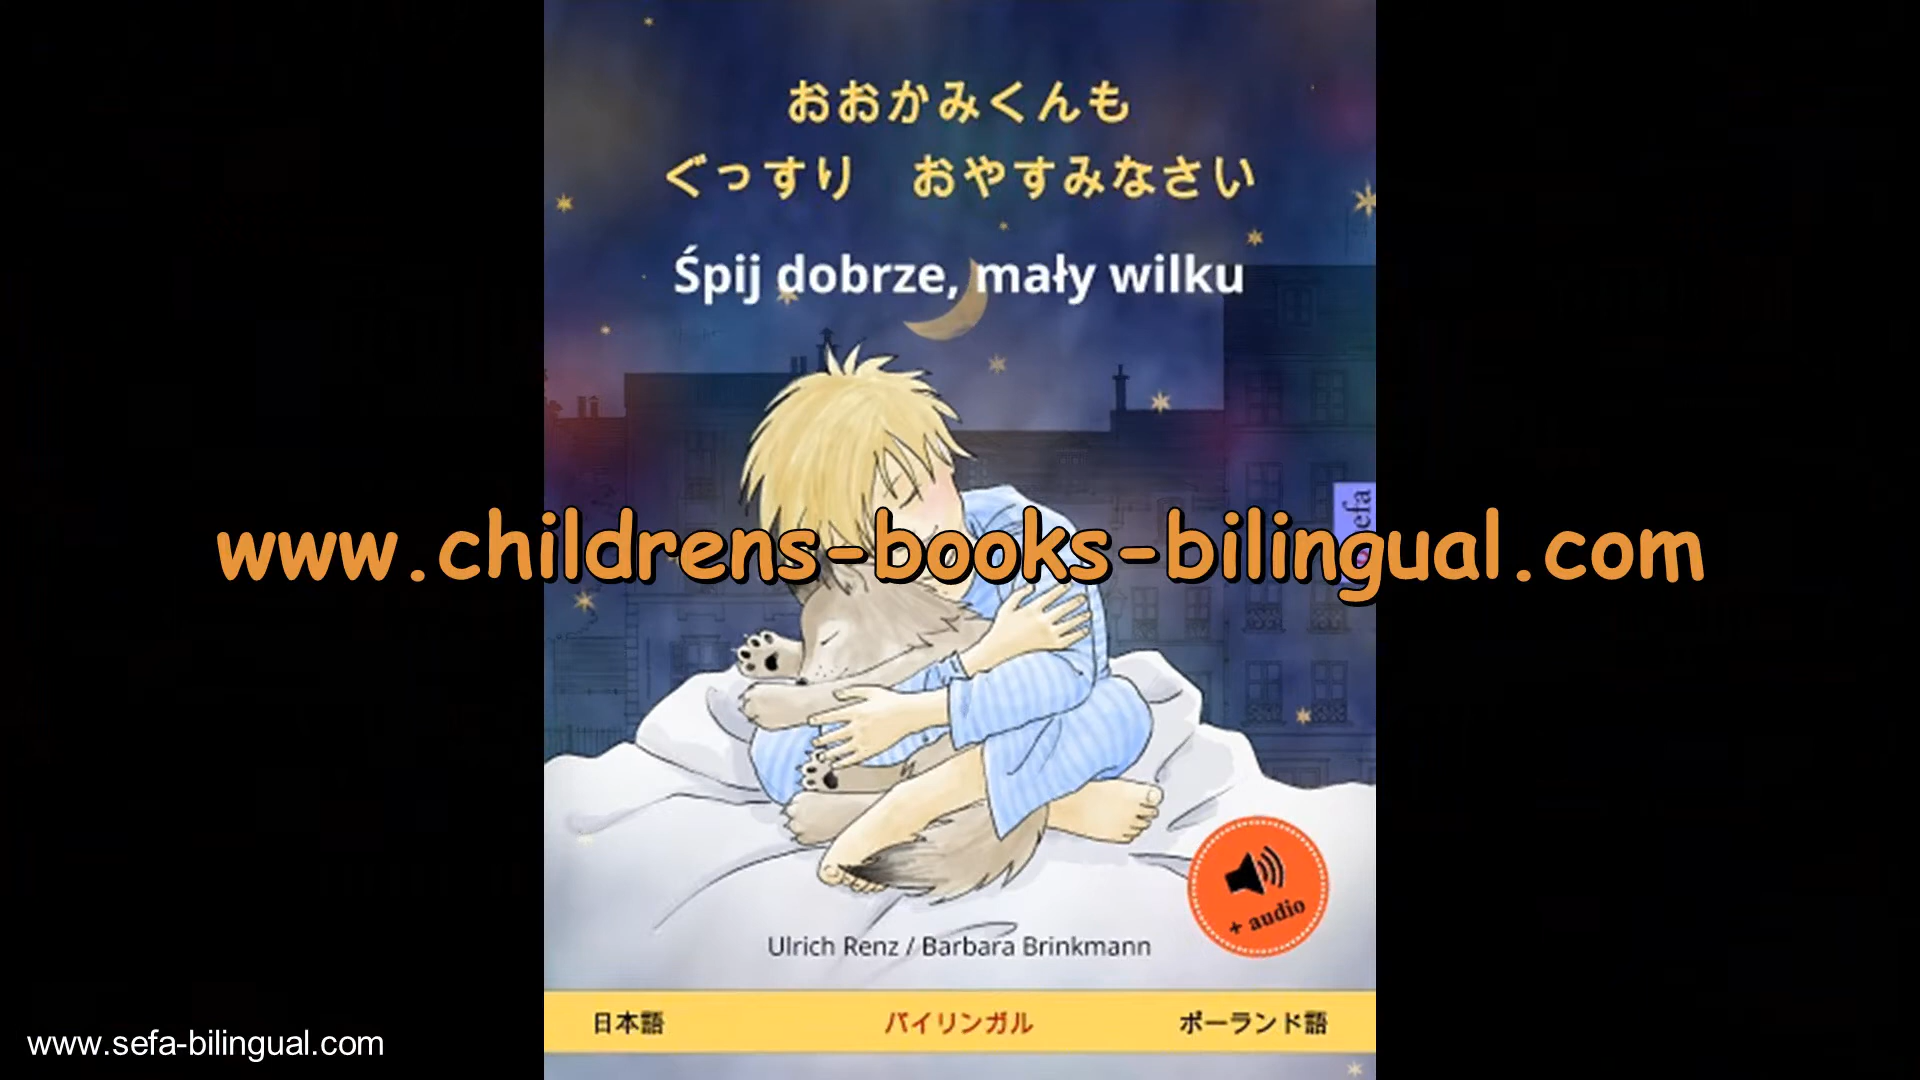 おおかみくんも
ぐっすり　おやすみなさい
Śpij dobrze, mały wilku
www.childrens-books-bilingual.com
+ audio
Ulrich Renz / Barbara Brinkmann
日本語 バイリンガル ポーランド語
www.sefa-bilingual.com